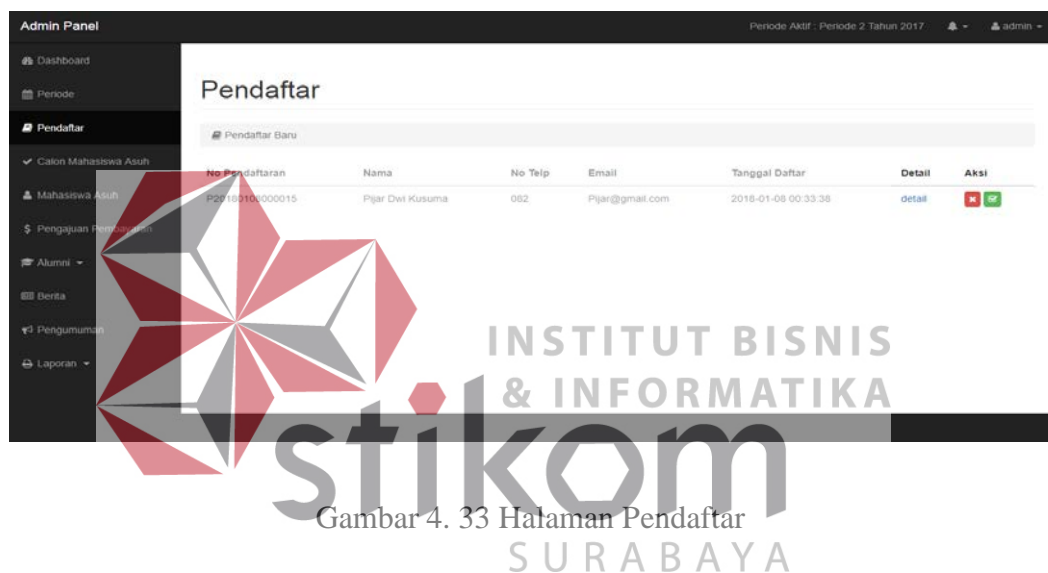 Admin Panel
Periode Aktif : Periode 2 Tahun 2017
admin
Dashboard
Periode
Pendaftar
Calon Mahasiswa Asuh
Mahasiswa Asuh
$ Pengajuan Pembayaran
Alumni
Berita
Pengumuman
Laporan
Pendaftar
Pendaftar Baru
No Pendaftaran Nama No Telp Email Tanggal Daftar Detail Aksi
P20180108000015 Pijar Dwi Kusuma 082 Pijar@gmail.com 2018-01-08 00:33:38 detail
INSTITUT BISNIS
& INFORMATIKA
stikom
SURABAYA
Gambar 4. 33 Halaman Pendaftar